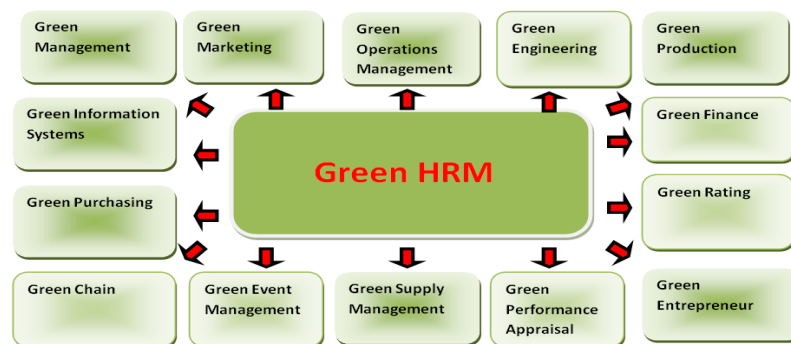 Green
Management
Green
Marketing
Green
Operations
Management
Green
Engineering
Green
Production
Green Information
Systems
Green Finance
Green HRM
Green Purchasing
Green Rating
Green Chain
Green Event
Management
Green Supply
Management
Green
Performance
Appraisal
Green
Entrepreneur